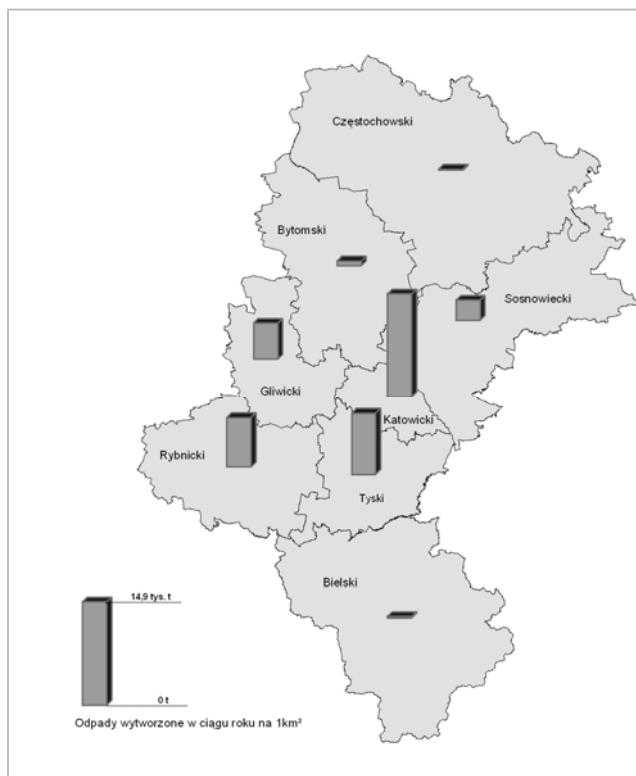 Częstochowski
Bytomski
Sosnowiecki
Gliwicki
Katowicki
Rybnicki
Tyski
Bielski
14,9 tys. t
0 t
Odpady wytworzone w ciągu roku na 1km²